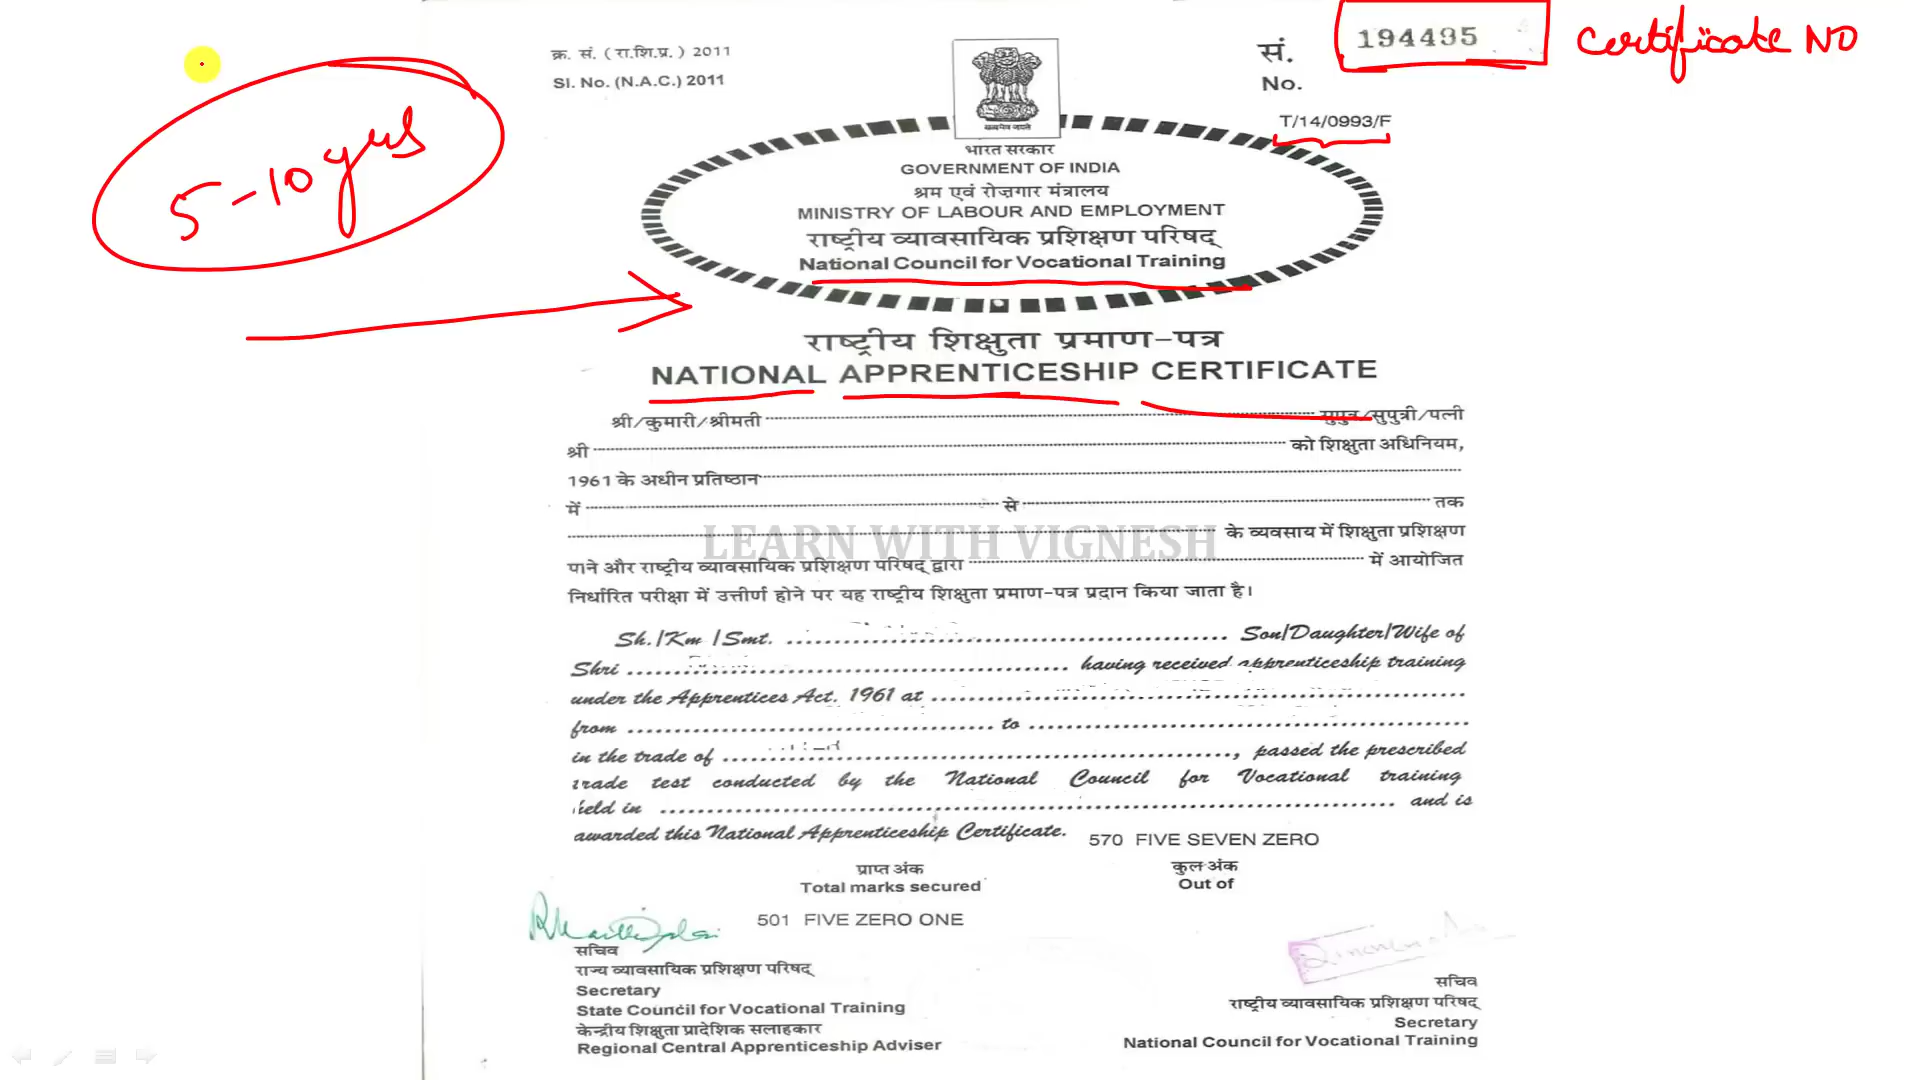 क्र. सं. (रा.शि.प्र.) 2011
Sl. No. (N.A.C.) 2011
सं.
No.
194495
certificate NO
T/14/0993/F
5-10 yrs
सत्यमेव जयते
भारत सरकार
GOVERNMENT OF INDIA
श्रम एवं रोज़गार मंत्रालय
MINISTRY OF LABOUR AND EMPLOYMENT
राष्ट्रीय व्यावसायिक प्रशिक्षण परिषद्
National Council for Vocational Training
राष्ट्रीय शिक्षुता प्रमाण-पत्र
NATIONAL APPRENTICESHIP CERTIFICATE
श्री/कुमारी/श्रीमती सुपुत्र/सुपुत्री/पत्नी
श्री को शिक्षुता अधिनियम,
1961 के अधीन प्रतिष्ठान
में से तक
LEARN WITH VIGNESH
के व्यवसाय में शिक्षुता प्रशिक्षण
पाने और राष्ट्रीय व्यावसायिक प्रशिक्षण परिषद् द्वारा में आयोजित
निर्धारित परीक्षा में उत्तीर्ण होने पर यह राष्ट्रीय शिक्षुता प्रमाण-पत्र प्रदान किया जाता है।
Sh./Km /Smt. Son/Daughter/Wife of
Shri having received apprenticeship training
under the Apprentices Act. 1961 at
from to
in the trade of , passed the prescribed
trade test conducted by the National Council for Vocational training
held in and is
awarded this National Apprenticeship Certificate.
570 FIVE SEVEN ZERO
प्राप्त अंक
Total marks secured
कुल अंक
Out of
501 FIVE ZERO ONE
सचिव
राज्य व्यावसायिक प्रशिक्षण परिषद्
Secretary
State Council for Vocational Training
केन्द्रीय शिक्षुता प्रादेशिक सलाहकार
Regional Central Apprenticeship Adviser
सचिव
राष्ट्रीय व्यावसायिक प्रशिक्षण परिषद्
Secretary
National Council for Vocational Training